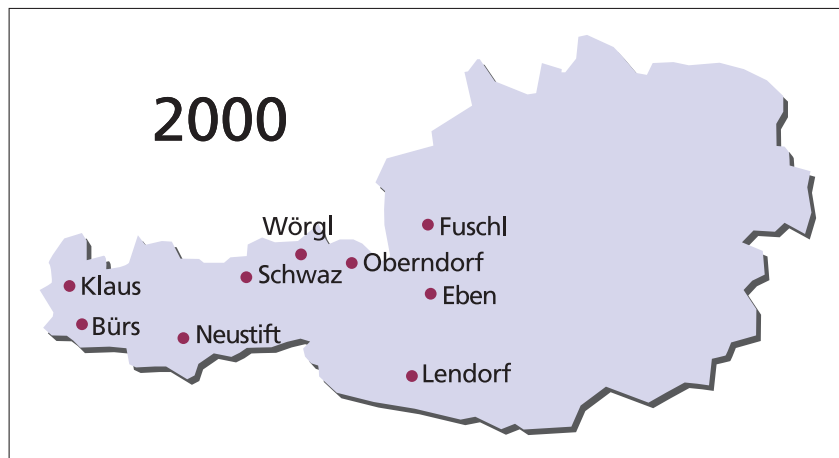 2000
Wörgl
Fuschl
Oberndorf
Schwaz
Klaus
Eben
Bürs
Neustift
Lendorf